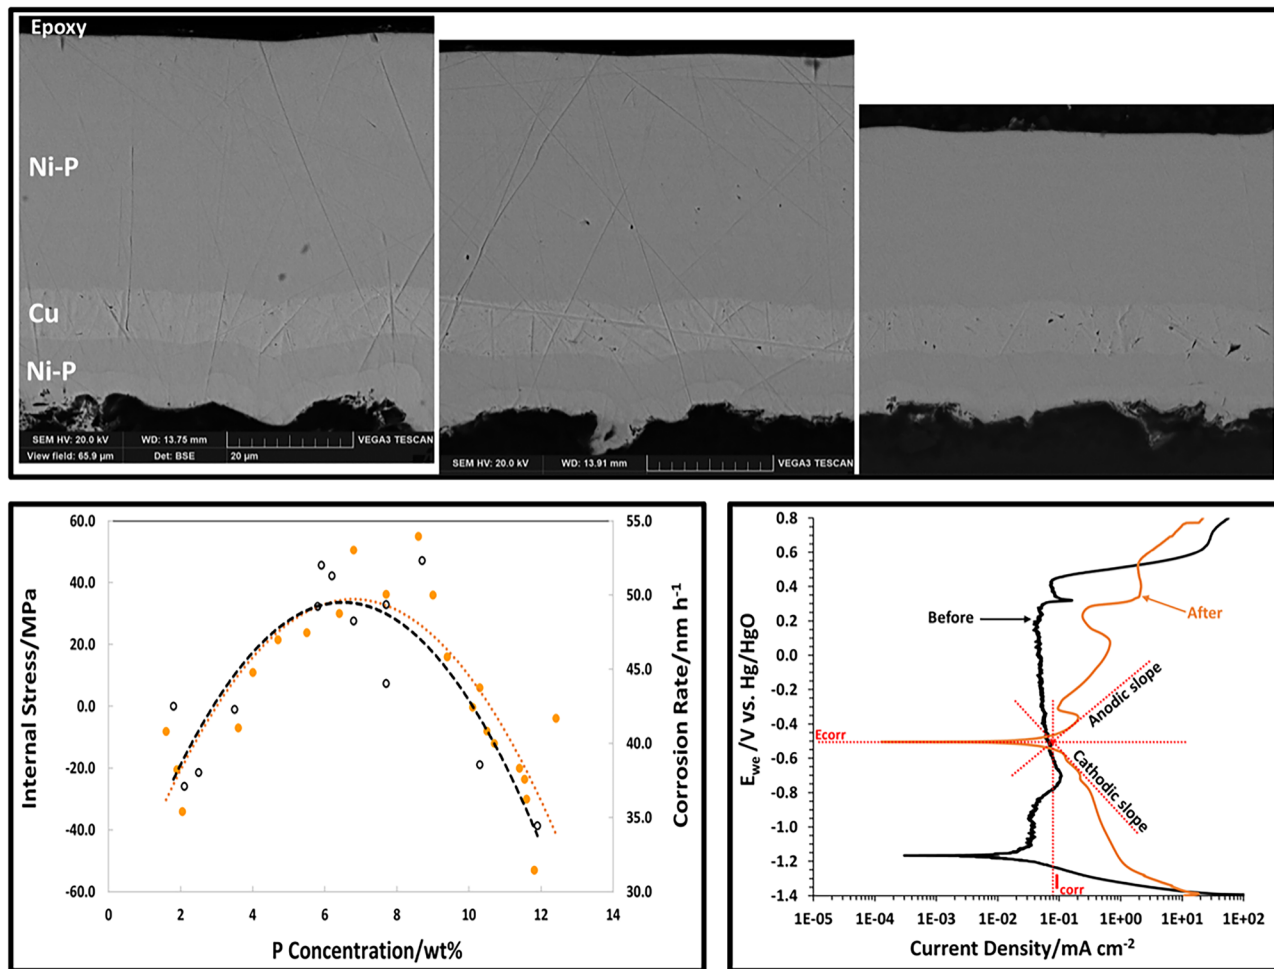 Epoxy
Ni-P
Cu
Ni-P
SEM HV: 20.0 kV WD: 13.75 mm VEGA3 TESCAN
View field: 65.9 µm Det: BSE 20 µm
SEM HV: 20.0 kV WD: 13.91 mm VEGA3 TESCAN
60.0
40.0
20.0
0.0
-20.0
-40.0
-60.0
Internal Stress/MPa
55.0
50.0
45.0
40.0
35.0
30.0
Corrosion Rate/nm h⁻¹
0 2 4 6 8 10 12 14
P Concentration/wt%
0.8
0.6
0.4
0.2
0.0
-0.2
-0.4
-0.6
-0.8
-1.0
-1.2
-1.4
E_we /V vs. Hg/HgO
Before
After
Anodic slope
Ecorr
Cathodic slope
I_corr
1E-05 1E-04 1E-03 1E-02 1E-01 1E+00 1E+01 1E+02
Current Density/mA cm⁻²